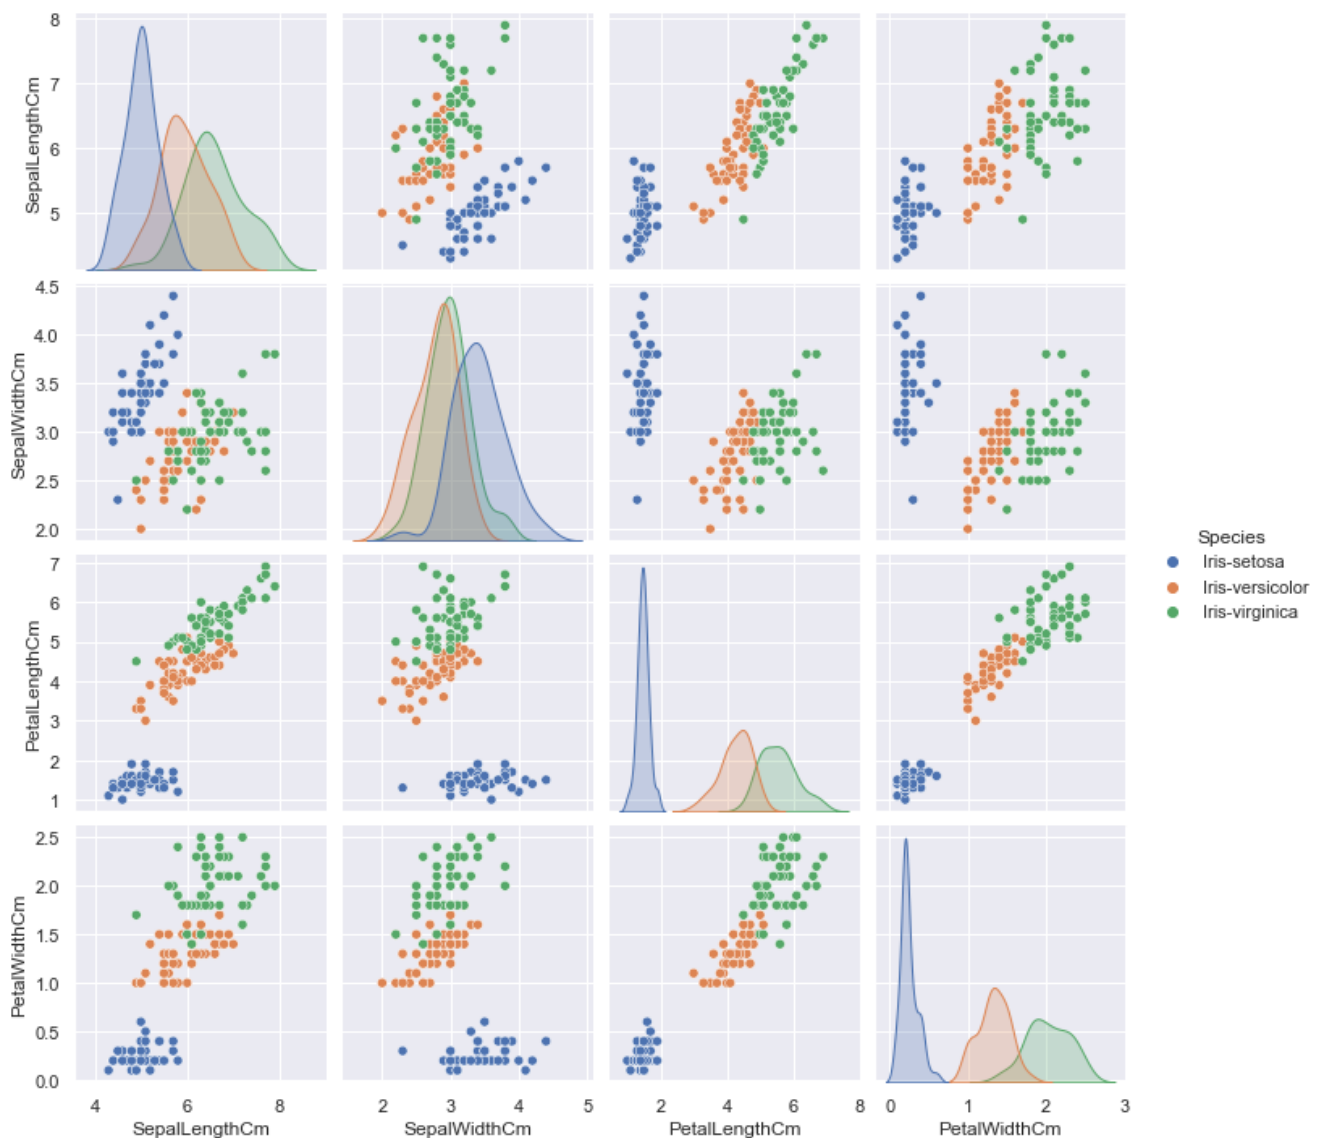 8
7
6
5
SepalLengthCm
4.5
4.0
3.5
3.0
2.5
2.0
SepalWidthCm
7
6
5
4
3
2
1
PetalLengthCm
2.5
2.0
1.5
1.0
0.5
0.0
PetalWidthCm
4 6 8
SepalLengthCm
2 3 4 5
SepalWidthCm
2 4 6 8
PetalLengthCm
0 1 2 3
PetalWidthCm
Species
Iris-setosa
Iris-versicolor
Iris-virginica